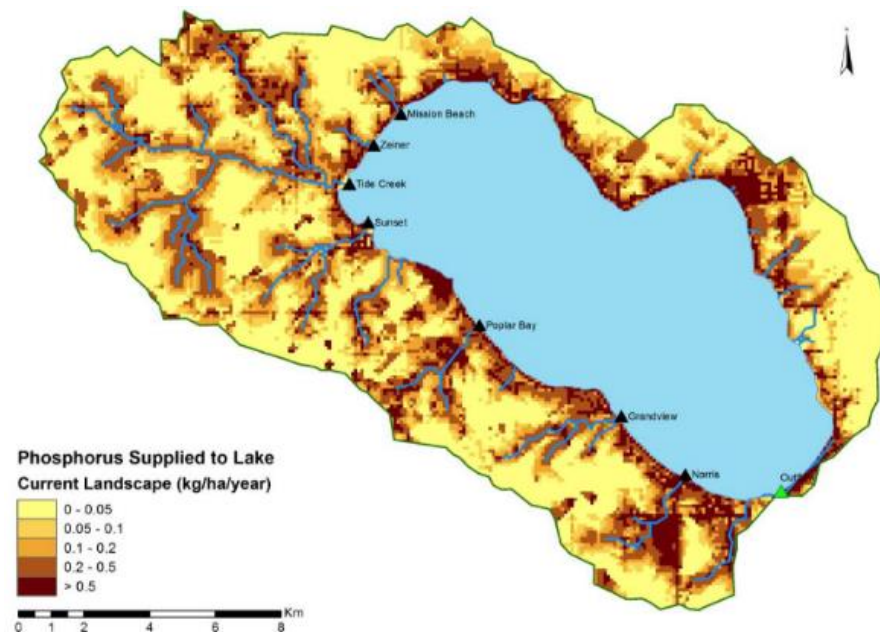 Mission Beach
Zeiner
Tide Creek
Sunset
Poplar Bay
Grandview
Norris
Phosphorus Supplied to Lake
Current Landscape (kg/ha/year)
0 - 0.05
0.05 - 0.1
0.1 - 0.2
0.2 - 0.5
> 0.5
Km
0 1 2 4 6 8